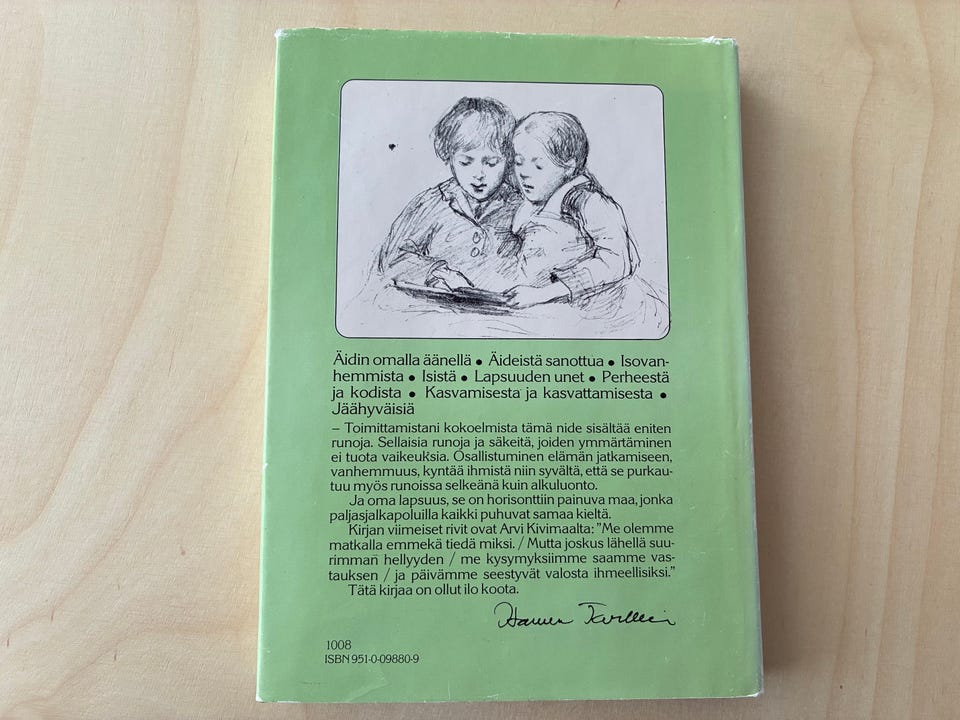 Äidin omalla äänellä ● Äideistä sanottua ● Isovan-
hemmista ● Isistä ● Lapsuuden unet ● Perheestä
ja kodista ● Kasvamisesta ja kasvattamisesta ●
Jäähyväisiä
– Toimittamistani kokoelmista tämä nide sisältää eniten
runoja. Sellaisia runoja ja säkeitä, joiden ymmärtäminen
ei tuota vaikeuksia. Osallistuminen elämän jatkamiseen,
vanhemmuus, kyntää ihmistä niin syvältä, että se purkau-
tuu myös runoissa selkeänä kuin alkuluonto.
Ja oma lapsuus, se on horisonttiin painuva maa, jonka
paljasjalkapoluilla kaikki puhuvat samaa kieltä.
Kirjan viimeiset rivit ovat Arvi Kivimaalta: ”Me olemme
matkalla emmekä tiedä miksi. / Mutta joskus lähellä suu-
rimman hellyyden / me kysymyksiimme saamme vas-
tauksen / ja päivämme seestyvät valosta ihmeellisiksi.”
Tätä kirjaa on ollut ilo koota.
1008
ISBN 951-0-09880-9